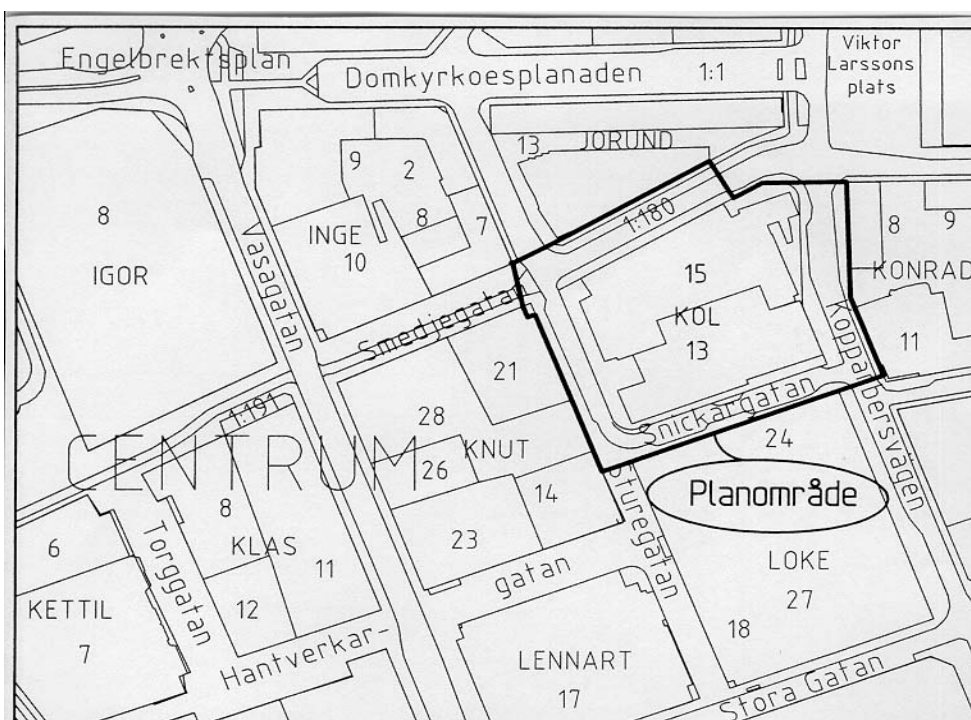 Engelbrektsplan
Domkyrkoesplanaden 1:1
Viktor
Larssons
plats
13 JORUND
9
2
8
7
INGE
10
8
IGOR
Vasagatan
1:180
15
KOL
13
8
9
KONRAD
11
Smedjegatan
Kopparbersvägen
21
28
KNUT
26
14
23
Snickargatan
24
Planområde
1:191
CENTRUM
8
KLAS
11
12
6
KETTIL
7
Torggatan
Hantverkar-
gatan
Sturegatan
LOKE
27
18
LENNART
17
Stora Gatan